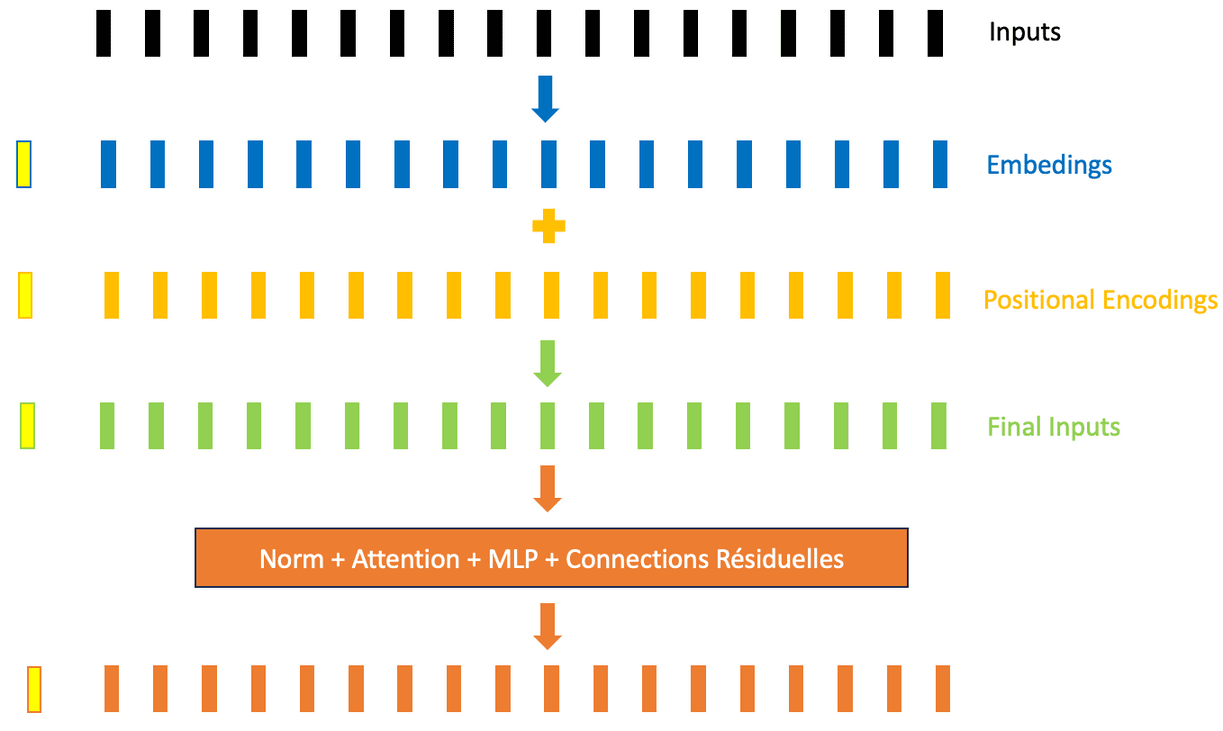 Inputs
Embedings
Positional Encodings
Final Inputs
Norm + Attention + MLP + Connections Résiduelles